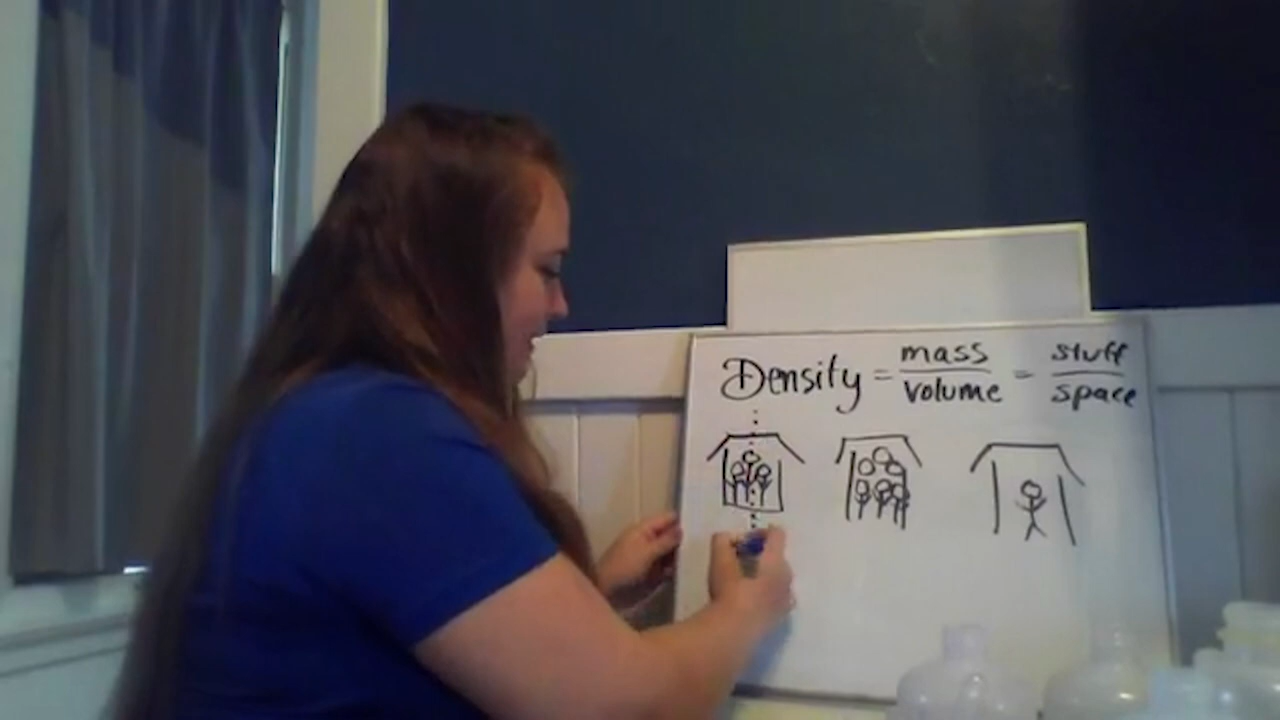 Density = mass/volume = stuff/space